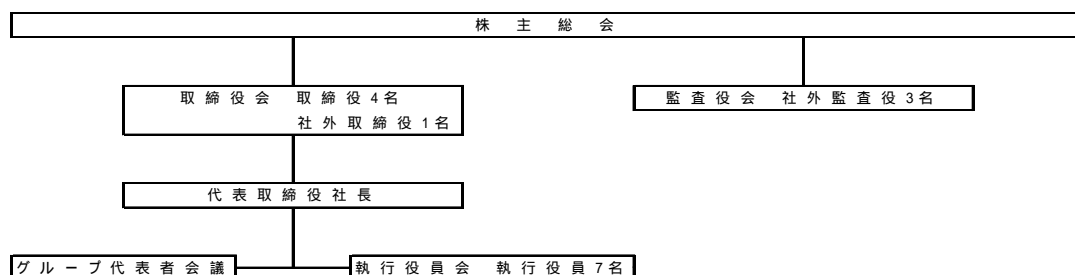 株主総会
取締役会 取締役4名
社外取締役1名
監査役会 社外監査役3名
代表取締役社長
グループ代表者会議
執行役員会 執行役員7名